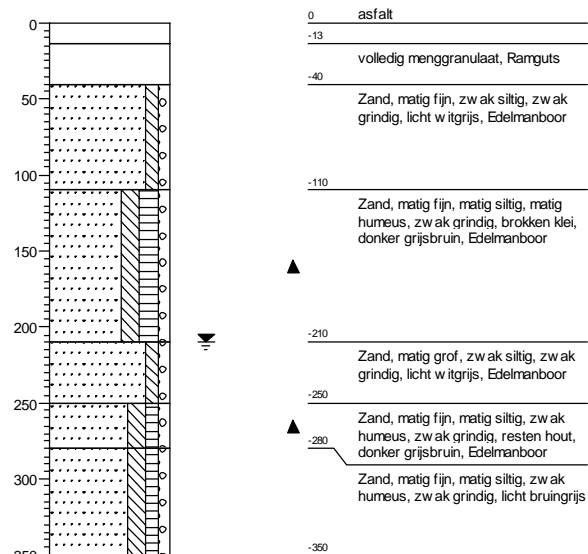 0
50
100
150
200
250
300
350
0
asfalt
-13
volledig menggranulaat, Ramguts
-40
Zand, matig fijn, zwak siltig, zwak
grindig, licht witgrijs, Edelmanboor
-110
Zand, matig fijn, matig siltig, matig
humeus, zwak grindig, brokken klei,
donker grijsbruin, Edelmanboor
-210
Zand, matig grof, zwak siltig, zwak
grindig, licht witgrijs, Edelmanboor
-250
Zand, matig fijn, matig siltig, zwak
humeus, zwak grindig, resten hout,
donker grijsbruin, Edelmanboor
-280
Zand, matig fijn, matig siltig, zwak
humeus, zwak grindig, licht bruingrijs
-350